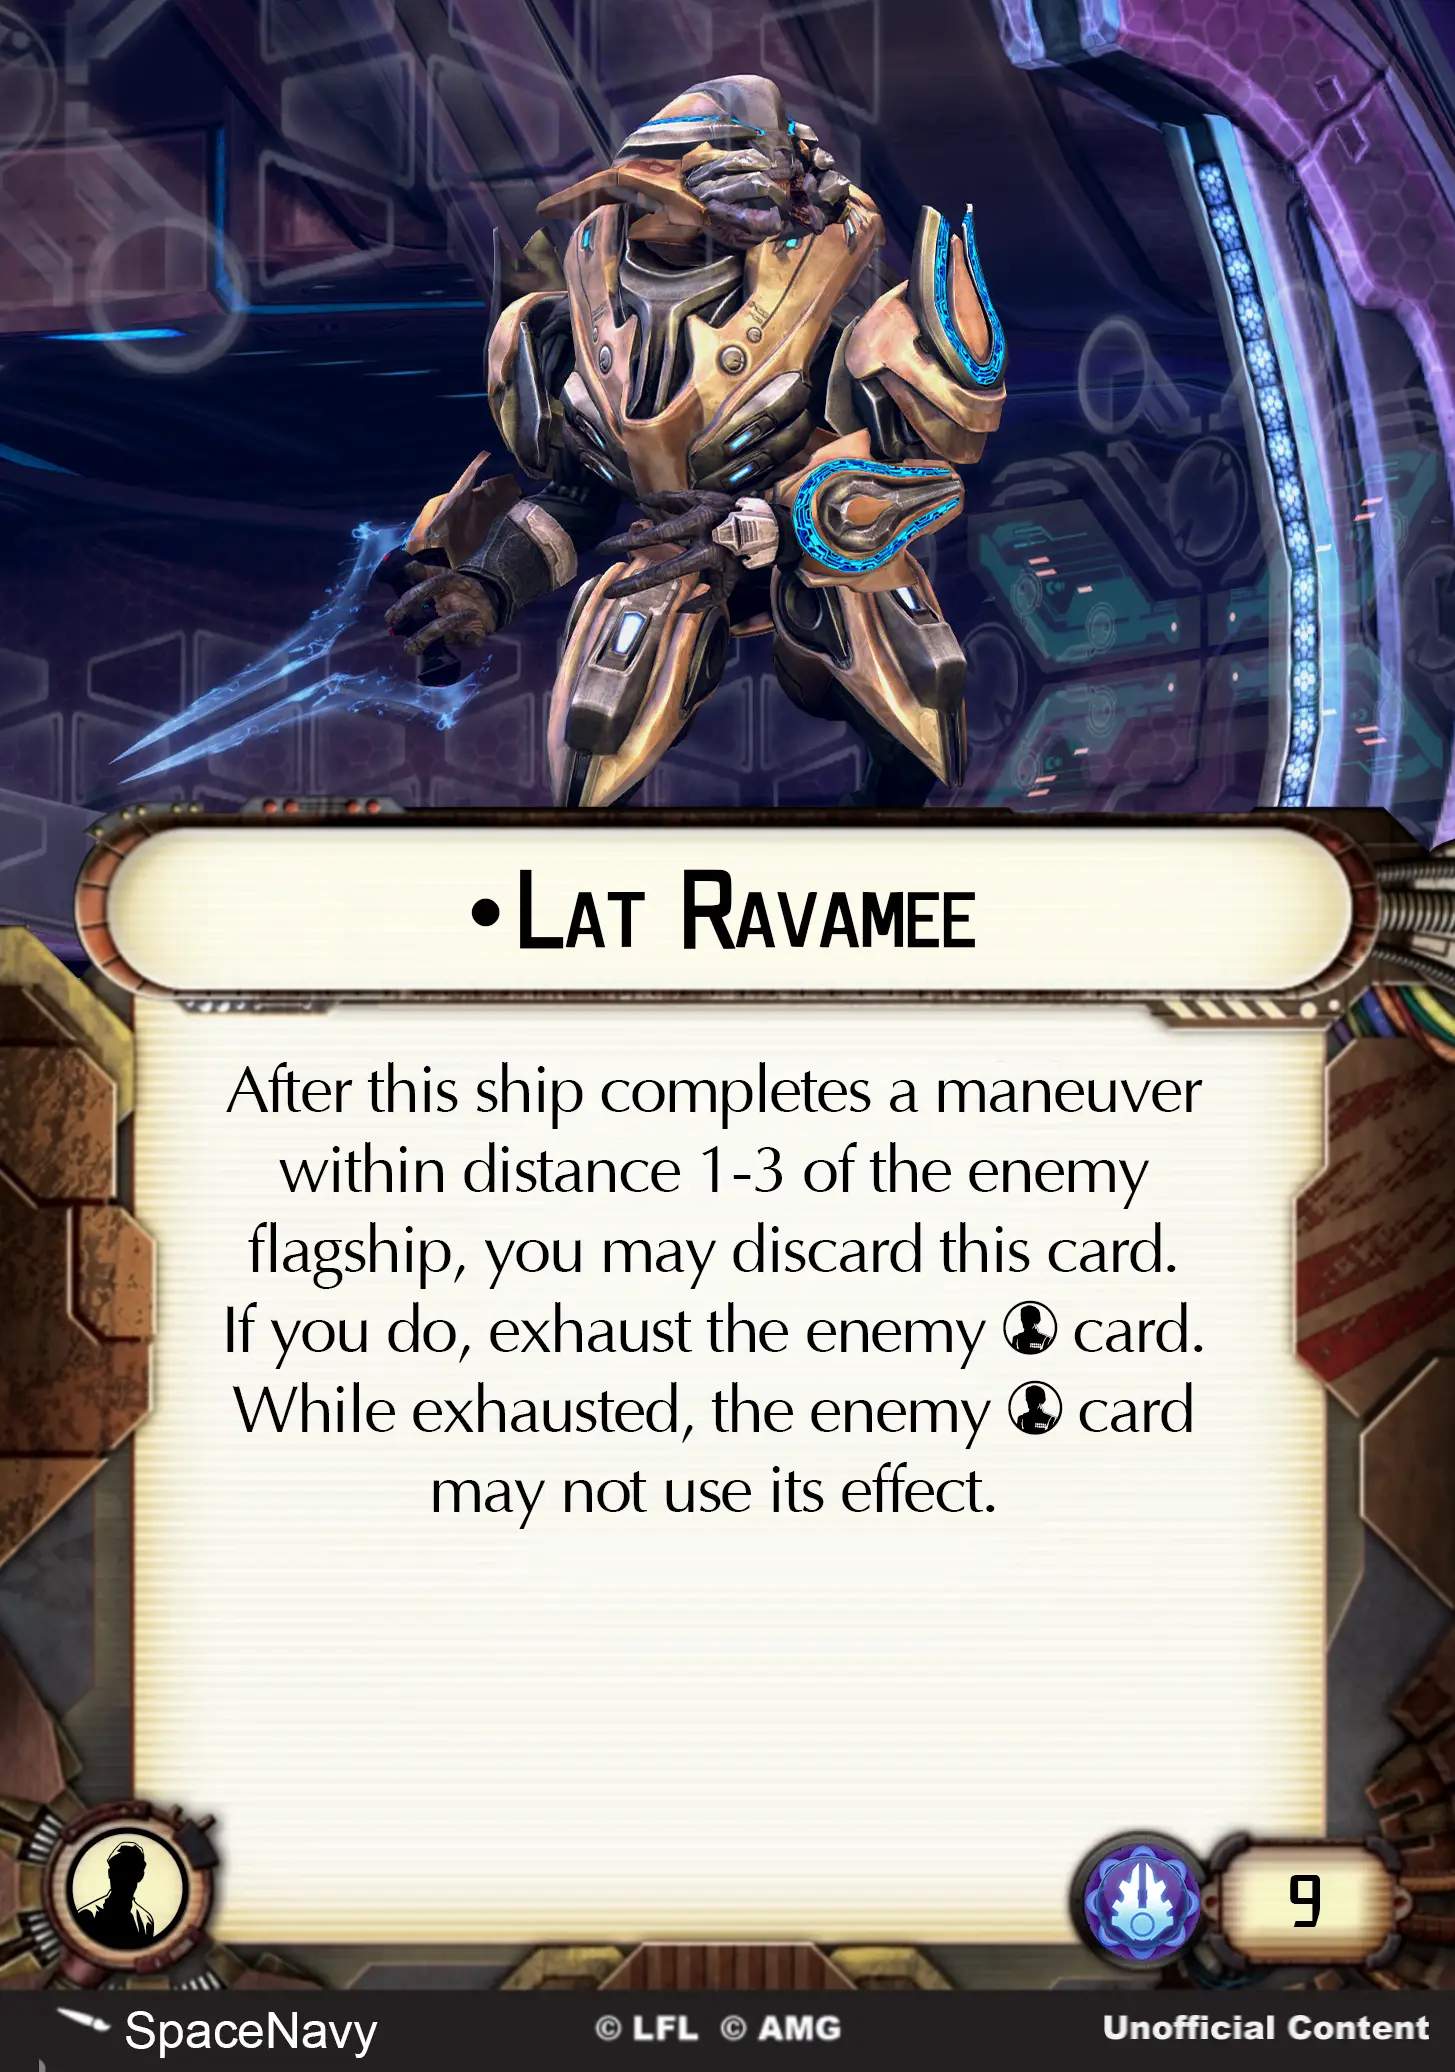 •Lat Ravamee
After this ship completes a maneuver
within distance 1-3 of the enemy
flagship, you may discard this card.
If you do, exhaust the enemy card.
While exhausted, the enemy card
may not use its effect.
9
SpaceNavy
© LFL © AMG
Unofficial Content